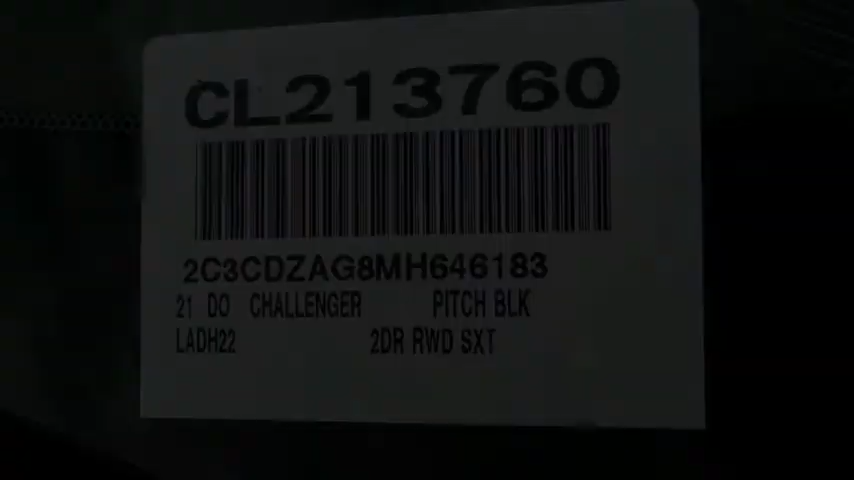 CL213760
2C3CDZAG8MH646183
21 DO CHALLENGER PITCH BLK
LADH22 2DR RWD SXT